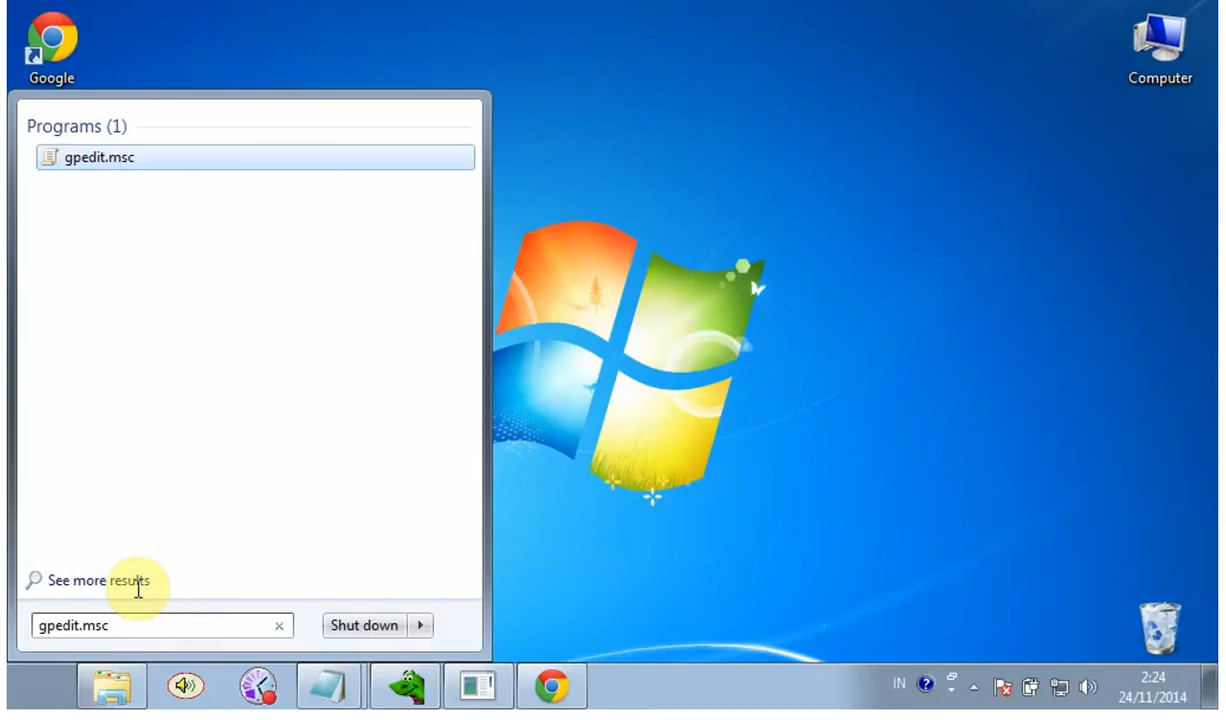 Google
Computer
Programs (1)
gpedit.msc
See more results
gpedit.msc
Shut down
IN
2:24
24/11/2014